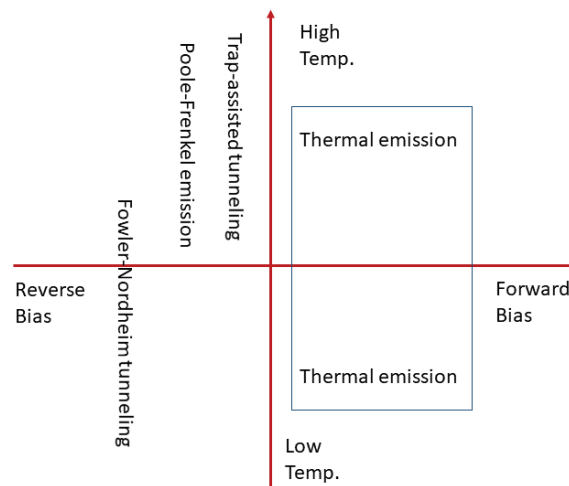 High
Temp.
Trap-assisted tunneling
Poole-Frenkel emission
Thermal emission
Fowler-Nordheim tunneling
Reverse
Bias
Forward
Bias
Thermal emission
Low
Temp.